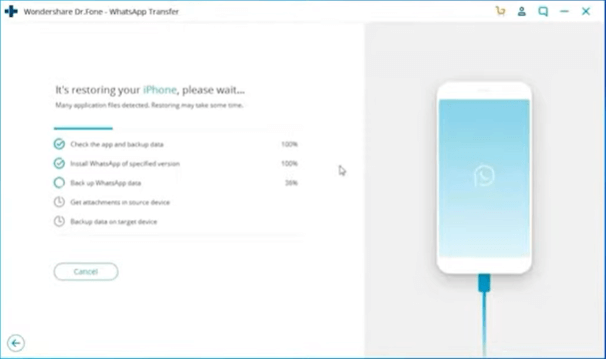 Wondershare Dr.Fone - WhatsApp Transfer
It's restoring your iPhone, please wait...
Many application files detected. Restoring may take some time.
Check the app and backup data 100%
Install WhatsApp of specified version 100%
Back up WhatsApp data 36%
Get attachments in source device
Backup data on target device
Cancel